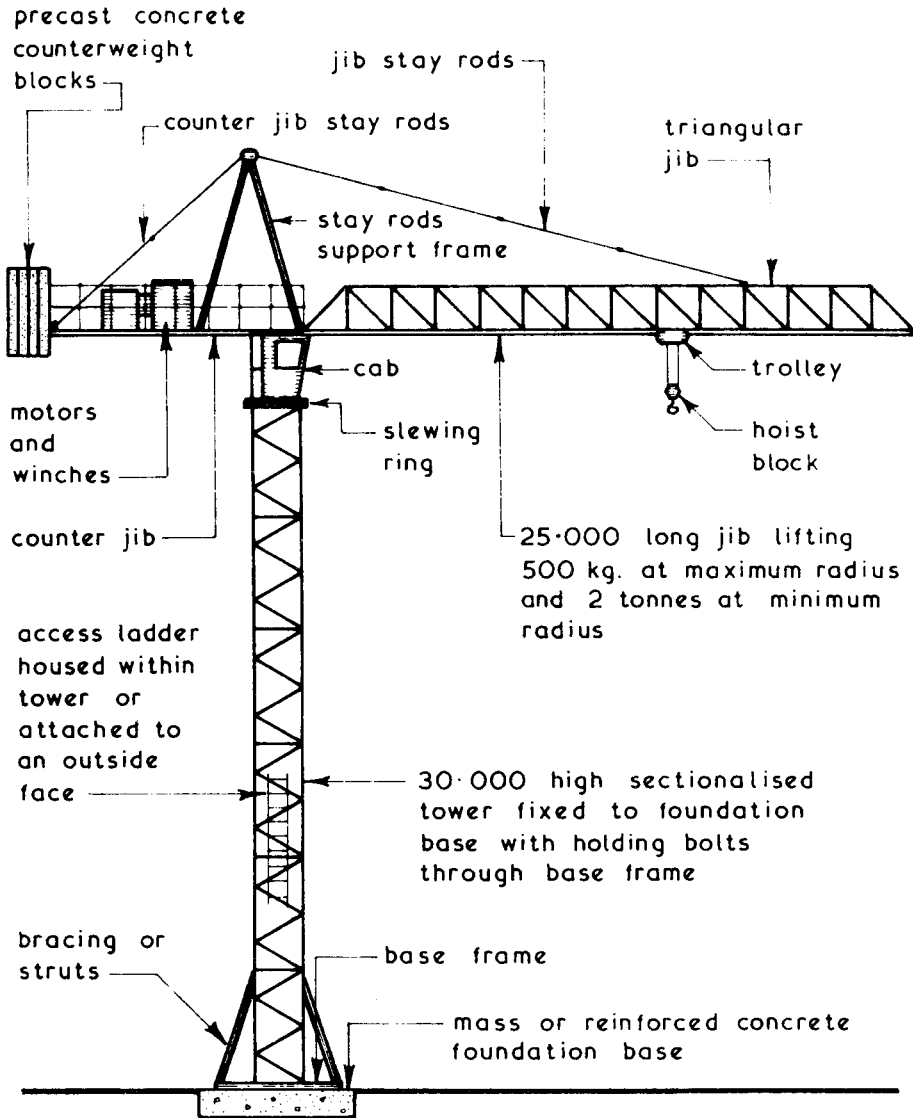 precast concrete
counterweight
blocks
jib stay rods
counter jib stay rods
triangular
jib
stay rods
support frame
cab
trolley
motors
and
winches
slewing
ring
hoist
block
counter jib
25·000 long jib lifting
500 kg. at maximum radius
and 2 tonnes at minimum
radius
access ladder
housed within
tower or
attached to
an outside
face
30·000 high sectionalised
tower fixed to foundation
base with holding bolts
through base frame
bracing or
struts
base frame
mass or reinforced concrete
foundation base